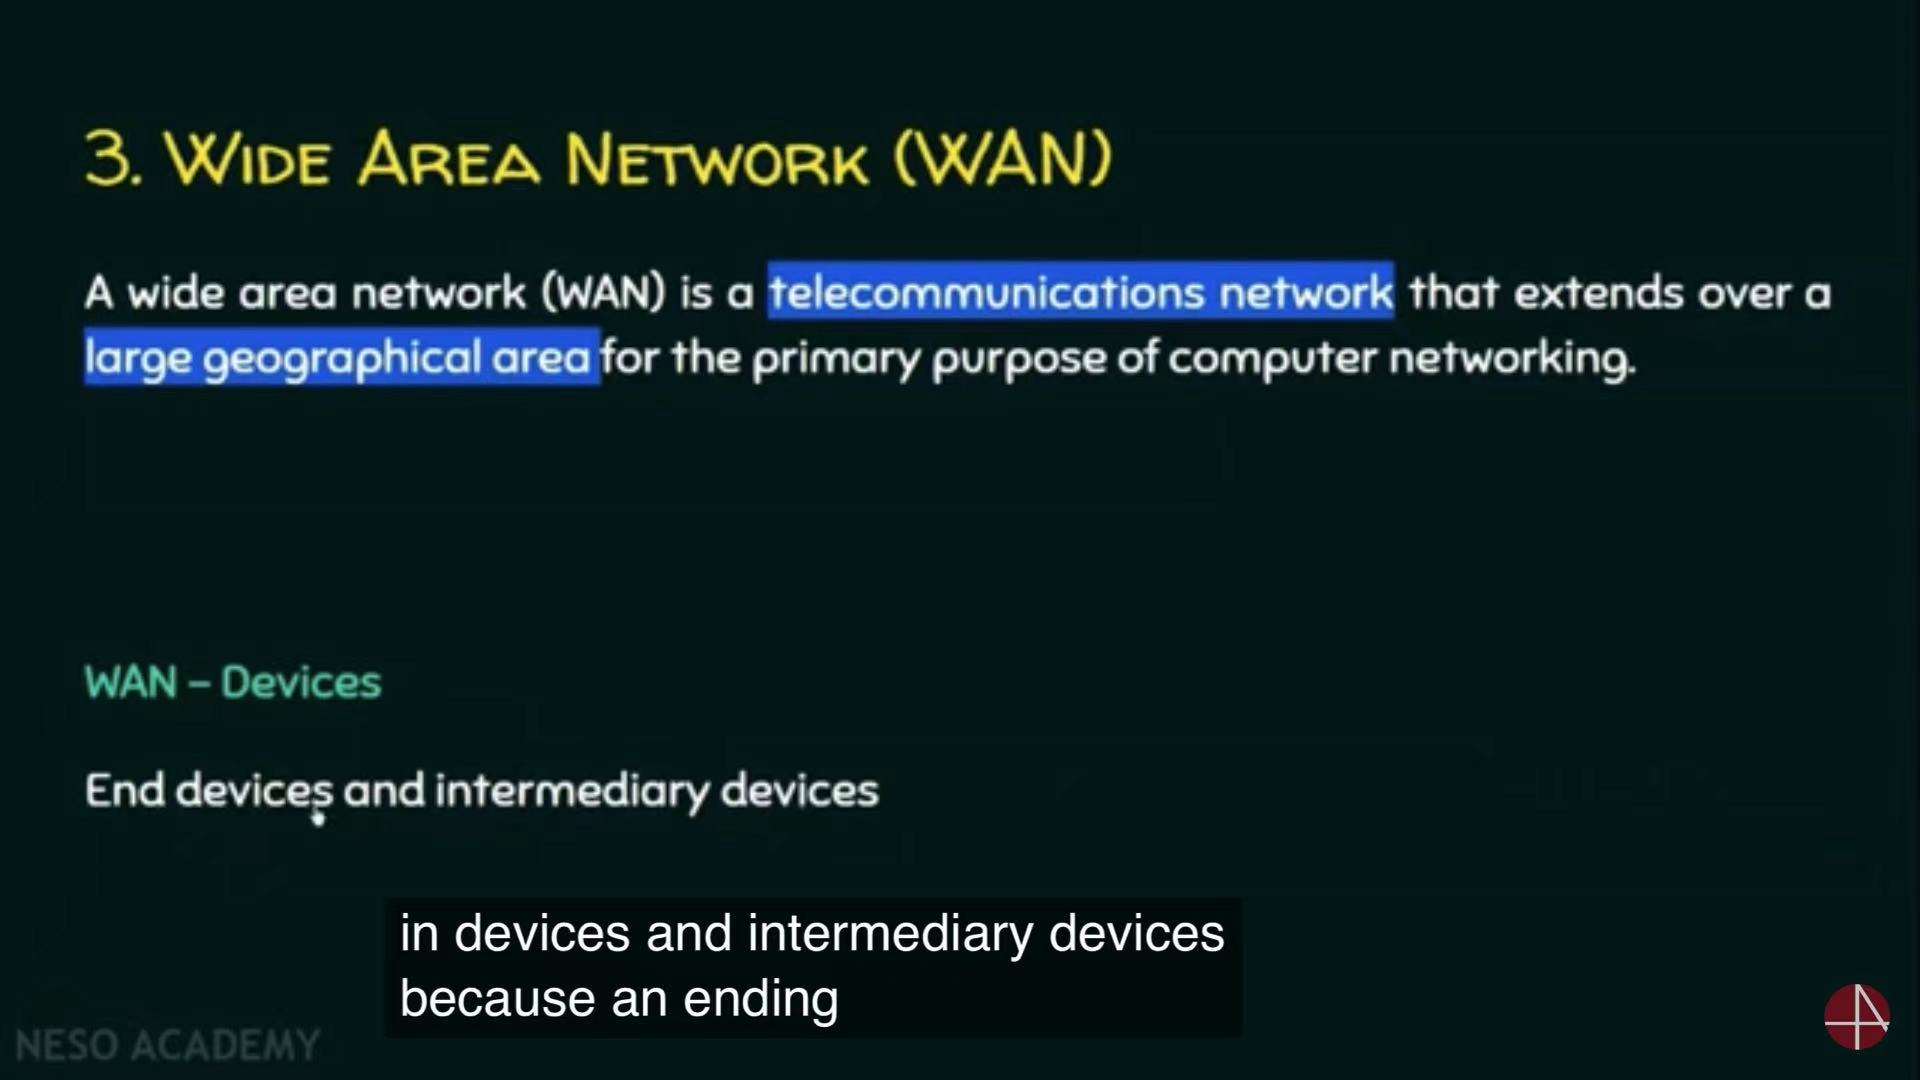 3. WIDE AREA NETWORK (WAN)
A wide area network (WAN) is a telecommunications network that extends over a
large geographical area for the primary purpose of computer networking.
WAN – Devices
End devices and intermediary devices
in devices and intermediary devices
because an ending
NESO ACADEMY